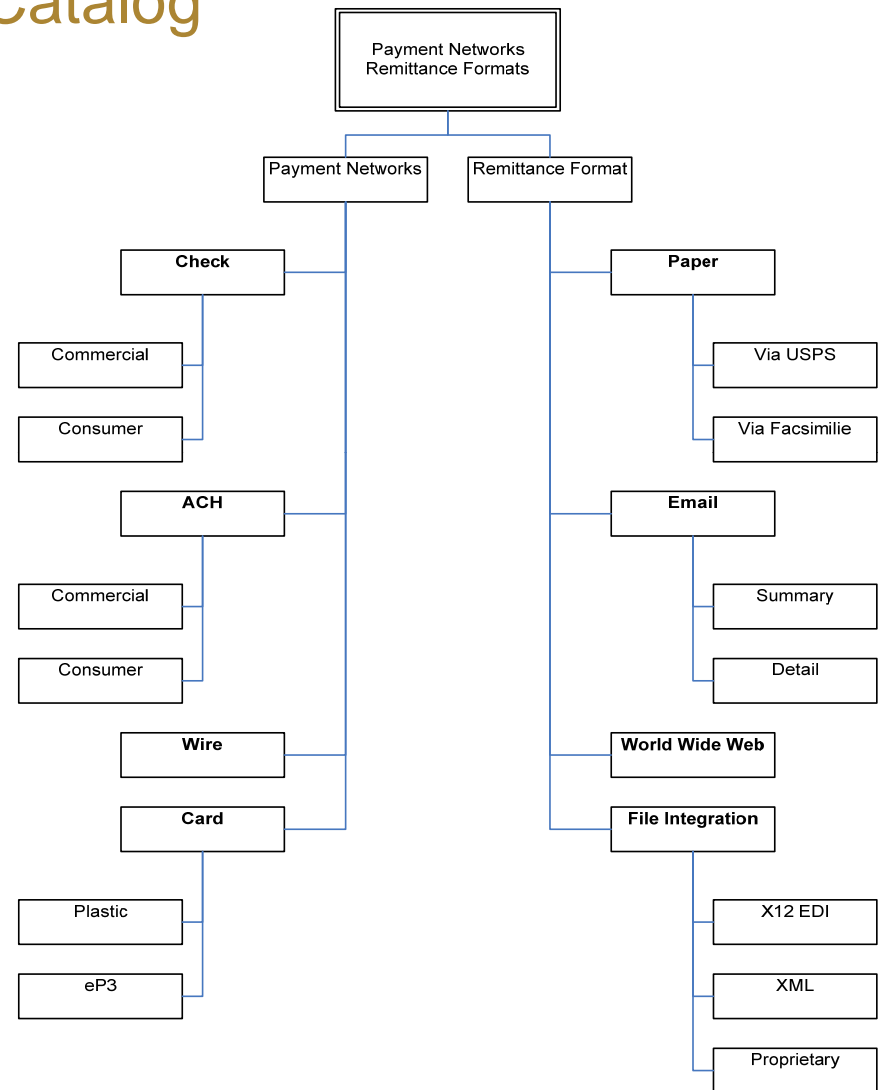 Catalog
Payment Networks
Remittance Formats
Payment Networks
Remittance Format
Check
Commercial
Consumer
ACH
Commercial
Consumer
Wire
Card
Plastic
eP3
Paper
Via USPS
Via Facsimilie
Email
Summary
Detail
World Wide Web
File Integration
X12 EDI
XML
Proprietary